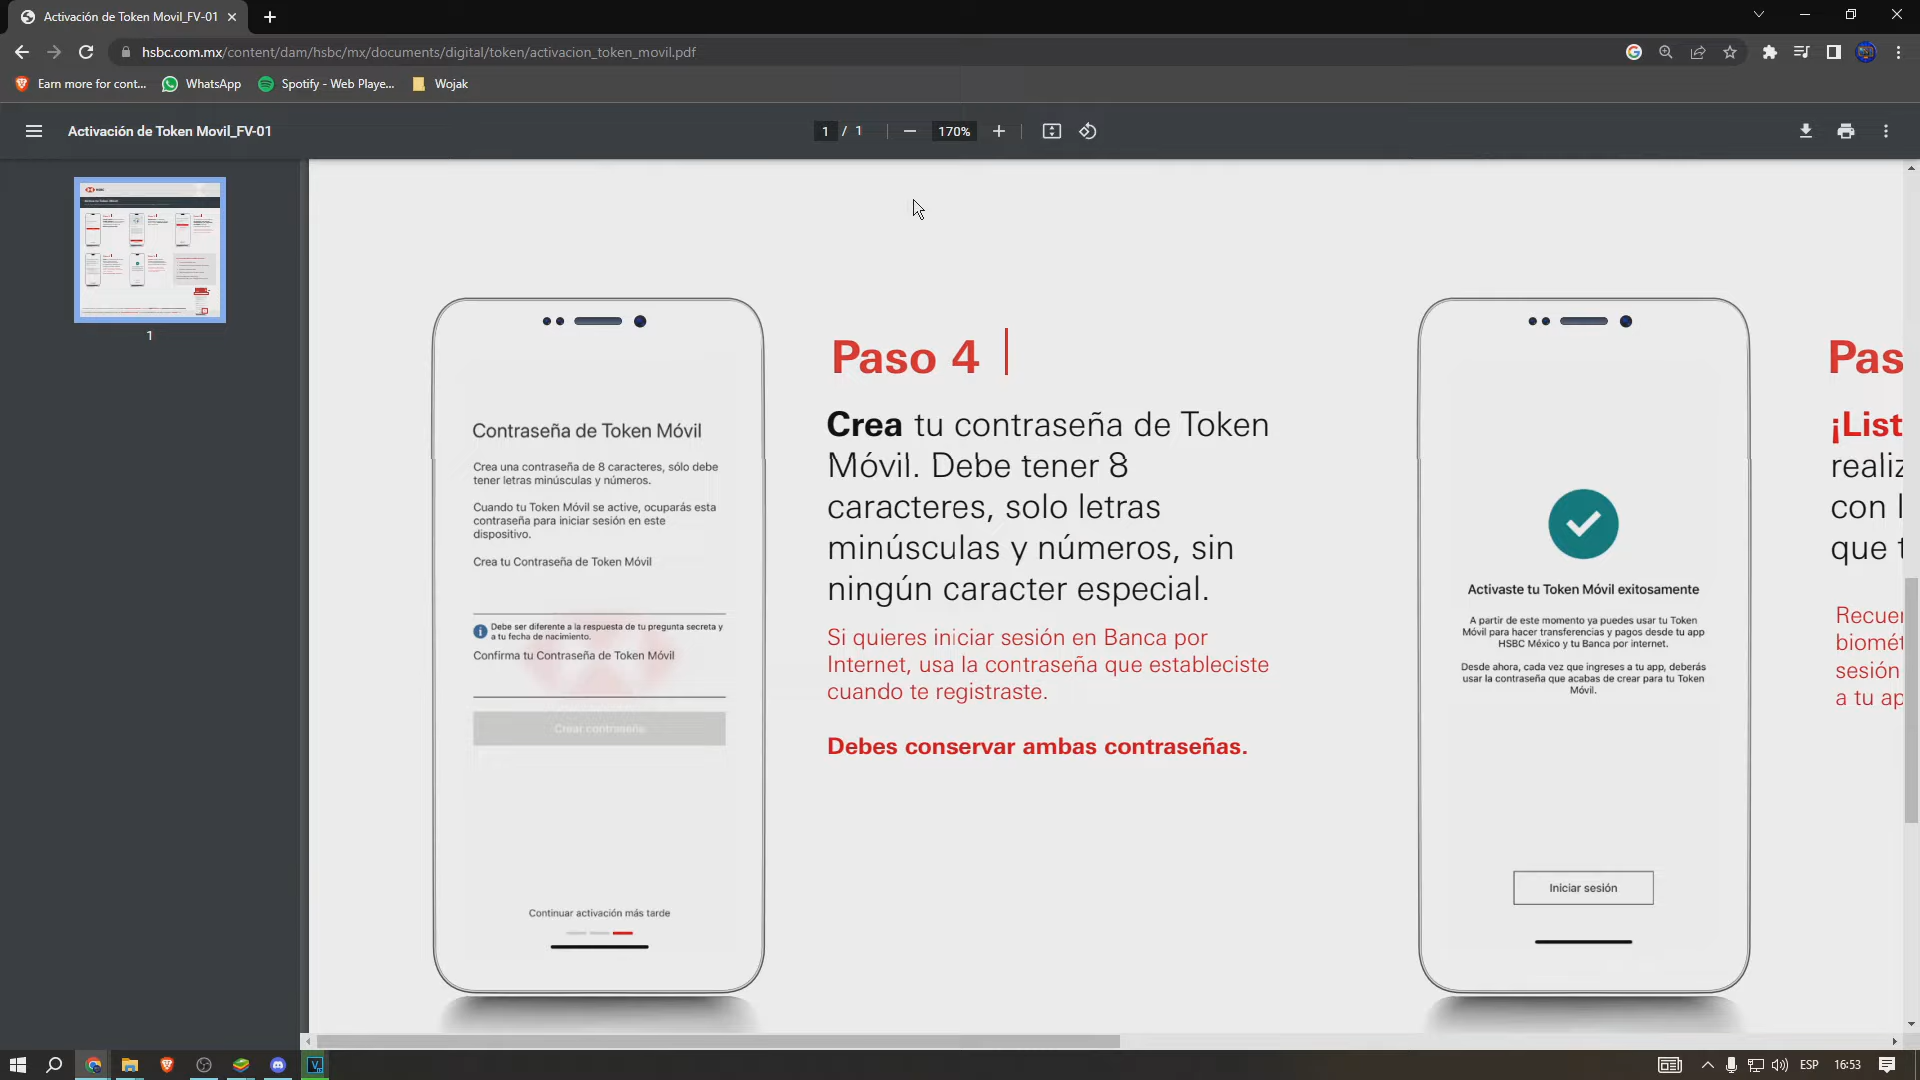 Activación de Token Movil_FV-01
hsbc.com.mx/content/dam/hsbc/mx/documents/digital/token/activacion_token_movil.pdf
Earn more for cont...
WhatsApp
Spotify - Web Playe...
Wojak
Activación de Token Movil_FV-01
1 / 1
170%
1
Contraseña de Token Móvil
Crea una contraseña de 8 caracteres, sólo debe
tener letras minúsculas y números.
Cuando tu Token Móvil se active, ocuparás esta
contraseña para iniciar sesión en este
dispositivo.
Crea tu Contraseña de Token Móvil
Debe ser diferente a la respuesta de tu pregunta secreta y
a tu fecha de nacimiento.
Confirma tu Contraseña de Token Móvil
Crear contraseña
Continuar activación más tarde
Paso 4
Crea tu contraseña de Token
Móvil. Debe tener 8
caracteres, solo letras
minúsculas y números, sin
ningún caracter especial.
Si quieres iniciar sesión en Banca por
Internet, usa la contraseña que estableciste
cuando te registraste.
Debes conservar ambas contraseñas.
Activaste tu Token Móvil exitosamente
A partir de este momento ya puedes usar tu Token
Móvil para hacer transferencias y pagos desde tu app
HSBC México y tu Banca por internet.
Desde ahora, cada vez que ingreses a tu app, deberás
usar la contraseña que acabas de crear para tu Token
Móvil.
Iniciar sesión
Pas
¡List
realiz
con l
que t
Recuer
biomét
sesión
a tu ap
ESP
16:53